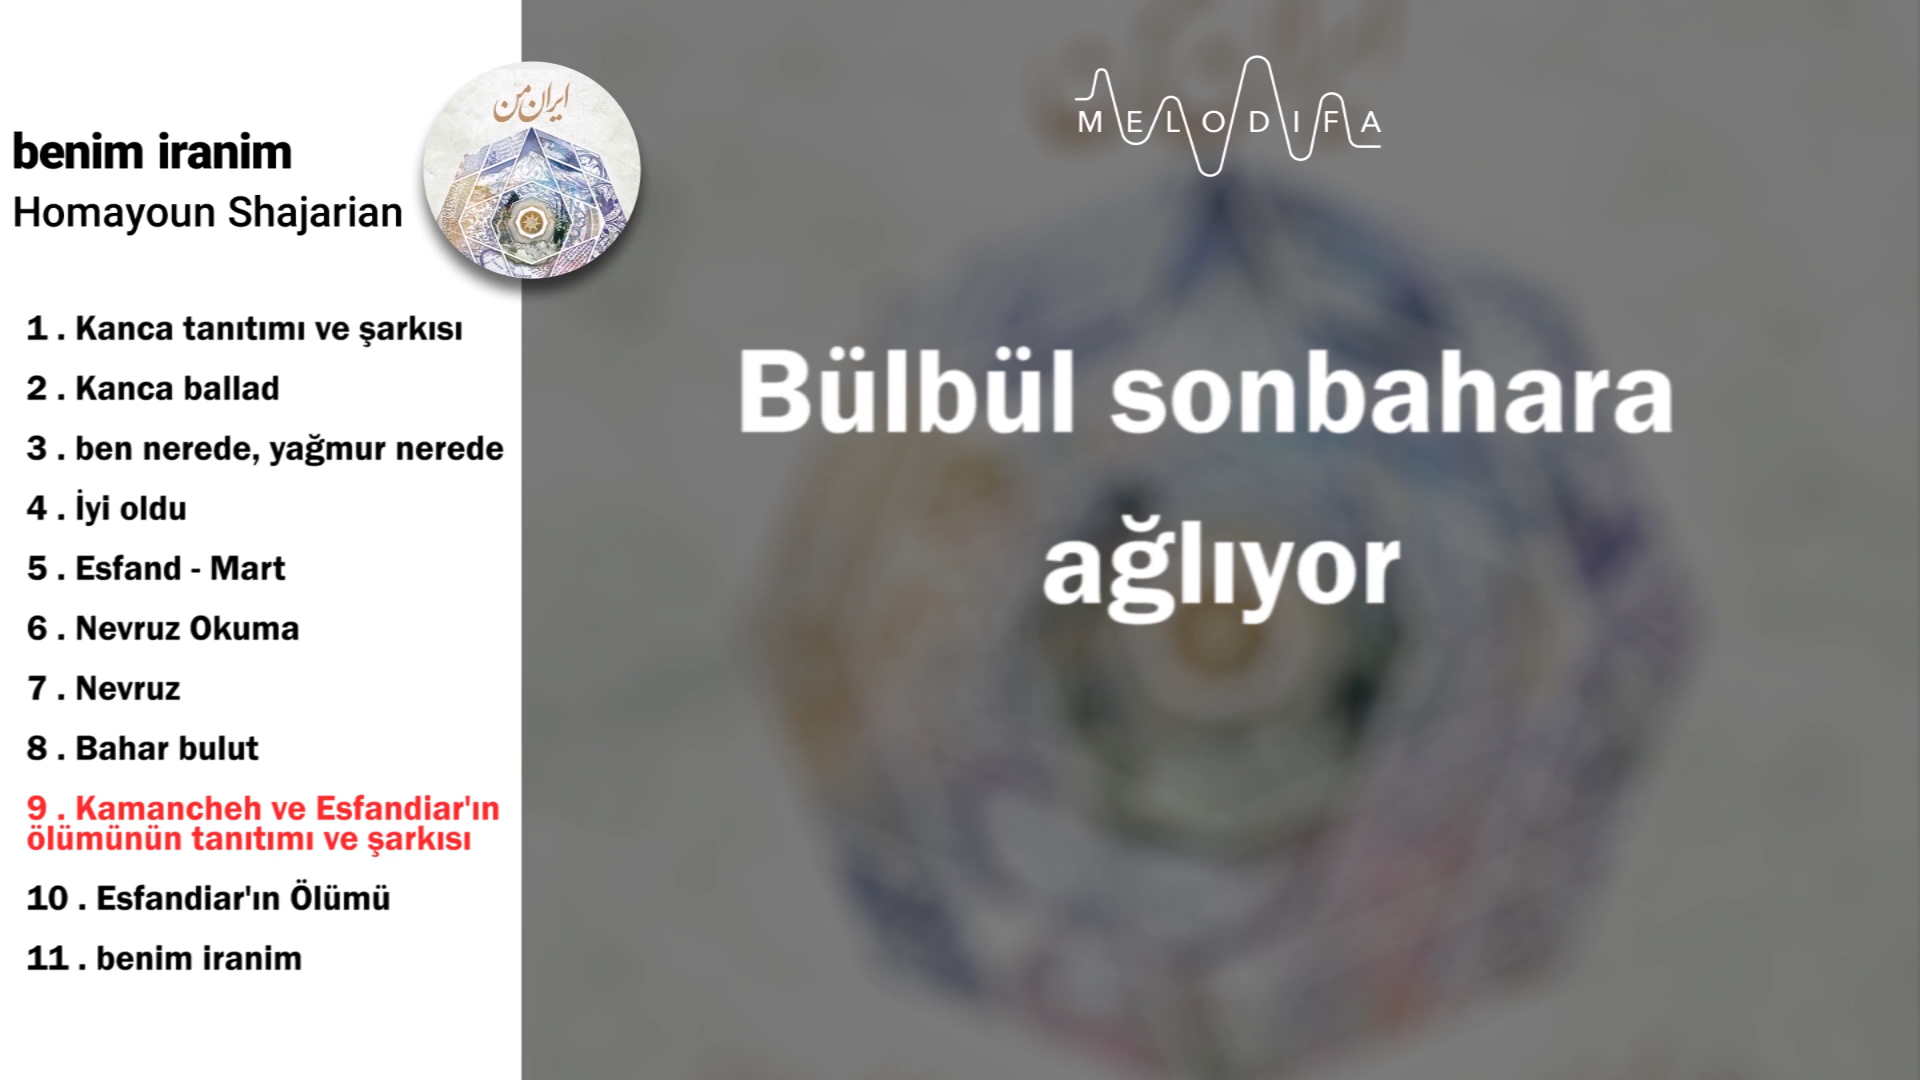 benim iranim
Homayoun Shajarian
ایران من
1 . Kanca tanıtımı ve şarkısı
2 . Kanca ballad
3 . ben nerede, yağmur nerede
4 . İyi oldu
5 . Esfand - Mart
6 . Nevruz Okuma
7 . Nevruz
8 . Bahar bulut
9 . Kamancheh ve Esfandiar'ın
ölümünün tanıtımı ve şarkısı
10 . Esfandiar'ın Ölümü
11 . benim iranim
MELODIFA
Bülbül sonbahara
ağlıyor